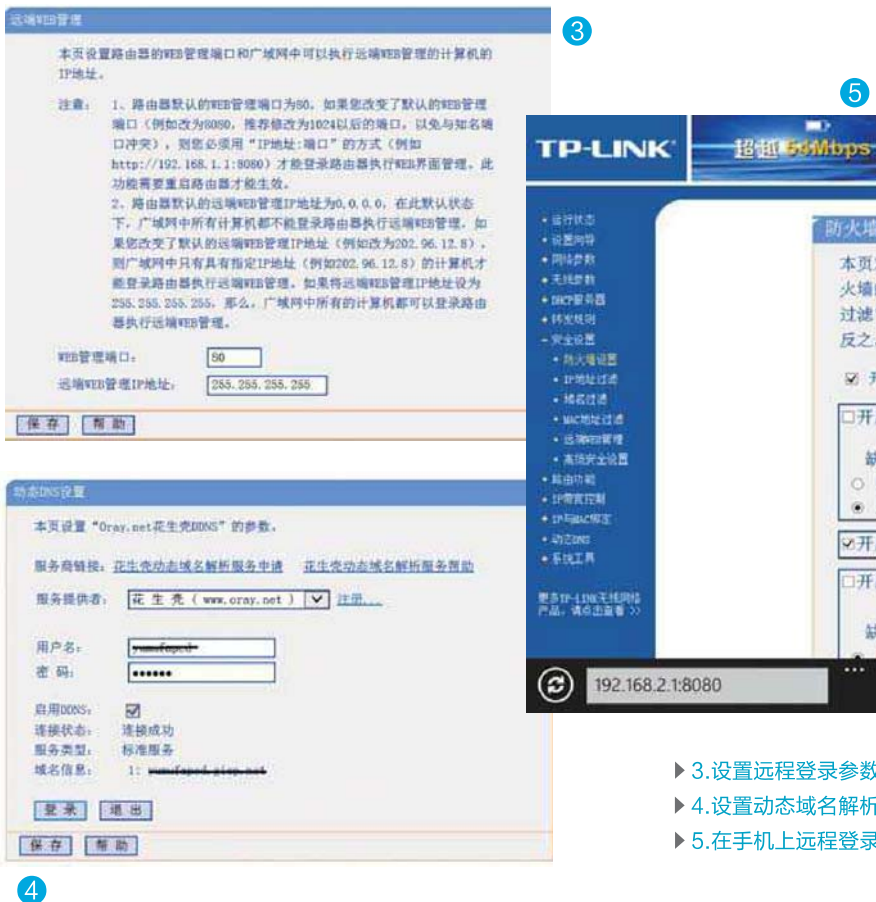 远端WEB管理
本页设置路由器的WEB管理端口和广域网中可以执行远端WEB管理的计算机的
IP地址。
注意： 1、路由器默认的WEB管理端口为80，如果您改变了默认的WEB管理
端口（例如改为8080，推荐修改为1024以后的端口，以免与知名端
口冲突），则您必须用“IP地址:端口”的方式（例如
http://192.168.1.1:8080）才能登录路由器执行WEB界面管理。此
功能需要重启路由器才能生效。
2、路由器默认的远端WEB管理IP地址为0.0.0.0，在此默认状态
下，广域网中所有计算机都不能登录路由器执行远端WEB管理，如
果您改变了默认的远端WEB管理IP地址（例如改为202.96.12.8），
则广域网中只有具有指定IP地址（例如202.96.12.8）的计算机才
能登录路由器执行远端WEB管理。如果将远端WEB管理IP地址设为
255.255.255.255，那么，广域网中所有的计算机都可以登录路由
器执行远端WEB管理。
WEB管理端口： 80
远端WEB管理IP地址： 255.255.255.255
保 存 帮 助
3
动态DNS设置
本页设置“Oray.net花生壳DDNS”的参数。
服务商链接： 花生壳动态域名解析服务申请 花生壳动态域名解析服务帮助
服务提供者： 花 生 壳 （ www.oray.net ） 注册...
用户名：
密 码： ●●●●●●
启用DDNS：
连接状态： 连接成功
服务类型： 标准服务
域名信息： 1:
登 录 退 出
保 存 帮 助
4
5
TP-LINK 超越 54Mbps
• 运行状态
• 设置向导
• 网络参数
• 无线参数
• DHCP服务器
• 转发规则
- 安全设置
• 防火墙设置
• IP地址过滤
• 域名过滤
• MAC地址过滤
• 远端WEB管理
• 高级安全设置
• 路由功能
• IP带宽控制
• IP与MAC绑定
• 动态DNS
• 系统工具
更多TP-LINK无线网络
产品，请点击查看 >>
防火墙
本页
火墙
过滤
反之
开
开
缺
开
开
缺
192.168.2.1:8080 ...
3.设置远程登录参数
4.设置动态域名解析
5.在手机上远程登录